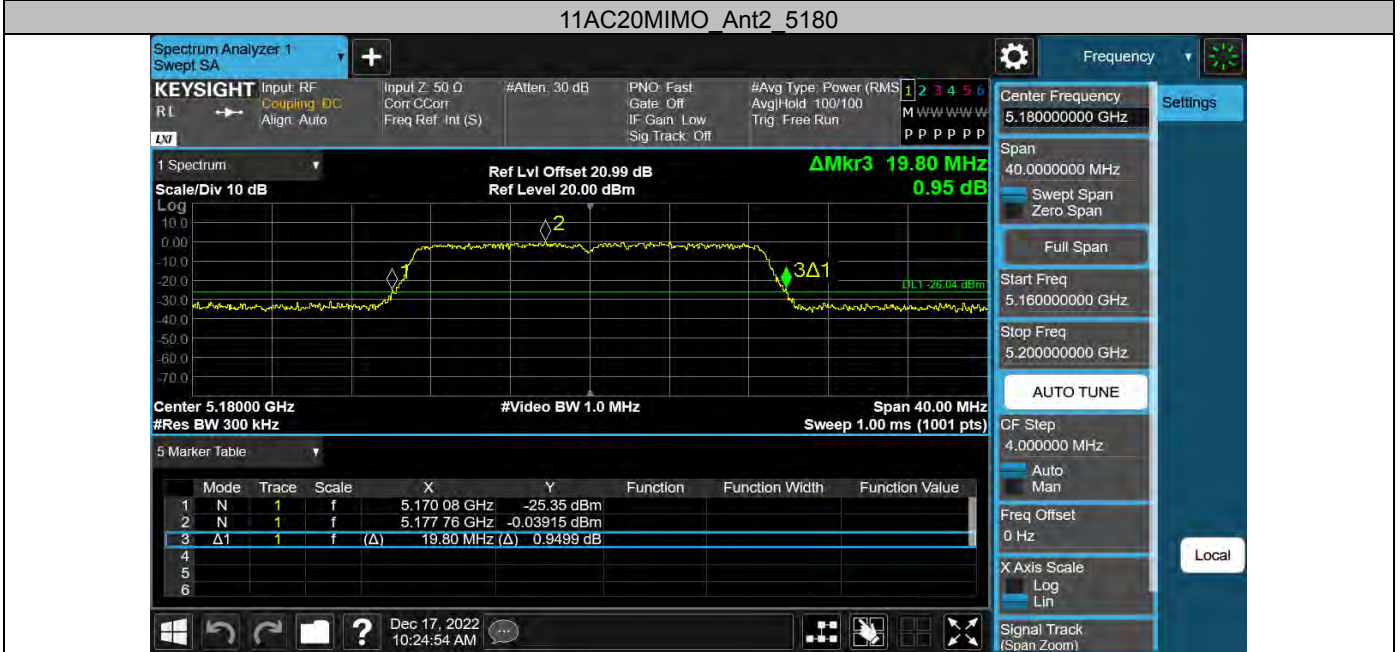 11AC20MIMO_Ant2_5180
Spectrum Analyzer 1
Swept SA
+
Frequency
KEYSIGHT
RL
LXI
Input: RF
Coupling: DC
Align: Auto
Input Z: 50 Ω
Corr CCorr
Freq Ref: Int (S)
#Atten: 30 dB
PNO: Fast
Gate: Off
IF Gain: Low
Sig Track: Off
#Avg Type: Power (RMS
Avg|Hold: 100/100
Trig: Free Run
1 2 3 4 5 6
M W W W W W
P P P P P P
Center Frequency
5.180000000 GHz
Settings
Span
40.0000000 MHz
Swept Span
Zero Span
Full Span
Start Freq
5.160000000 GHz
Stop Freq
5.200000000 GHz
AUTO TUNE
CF Step
4.000000 MHz
Auto
Man
Freq Offset
0 Hz
X Axis Scale
Log
Lin
Signal Track
(Span Zoom)
Local
1 Spectrum
Scale/Div 10 dB
Ref Lvl Offset 20.99 dB
Ref Level 20.00 dBm
ΔMkr3 19.80 MHz
0.95 dB
Log
10.0
0.00
-10.0
-20.0
-30.0
-40.0
-50.0
-60.0
-70.0
1
2
3Δ1
DL1 -26.04 dBm
Center 5.18000 GHz
#Video BW 1.0 MHz
Span 40.00 MHz
#Res BW 300 kHz
Sweep 1.00 ms (1001 pts)
5 Marker Table
Mode Trace Scale X Y Function Function Width Function Value
1 N 1 f 5.170 08 GHz -25.35 dBm
2 N 1 f 5.177 76 GHz -0.03915 dBm
3 Δ1 1 f (Δ) 19.80 MHz (Δ) 0.9499 dB
4
5
6
?
Dec 17, 2022
10:24:54 AM